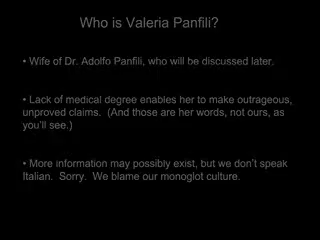 Who is Valeria Panfili?
• Wife of Dr. Adolfo Panfili, who will be discussed later.
• Lack of medical degree enables her to make outrageous,
unproved claims. (And those are her words, not ours, as
you'll see.)
• More information may possibly exist, but we don't speak
Italian. Sorry. We blame our monoglot culture.